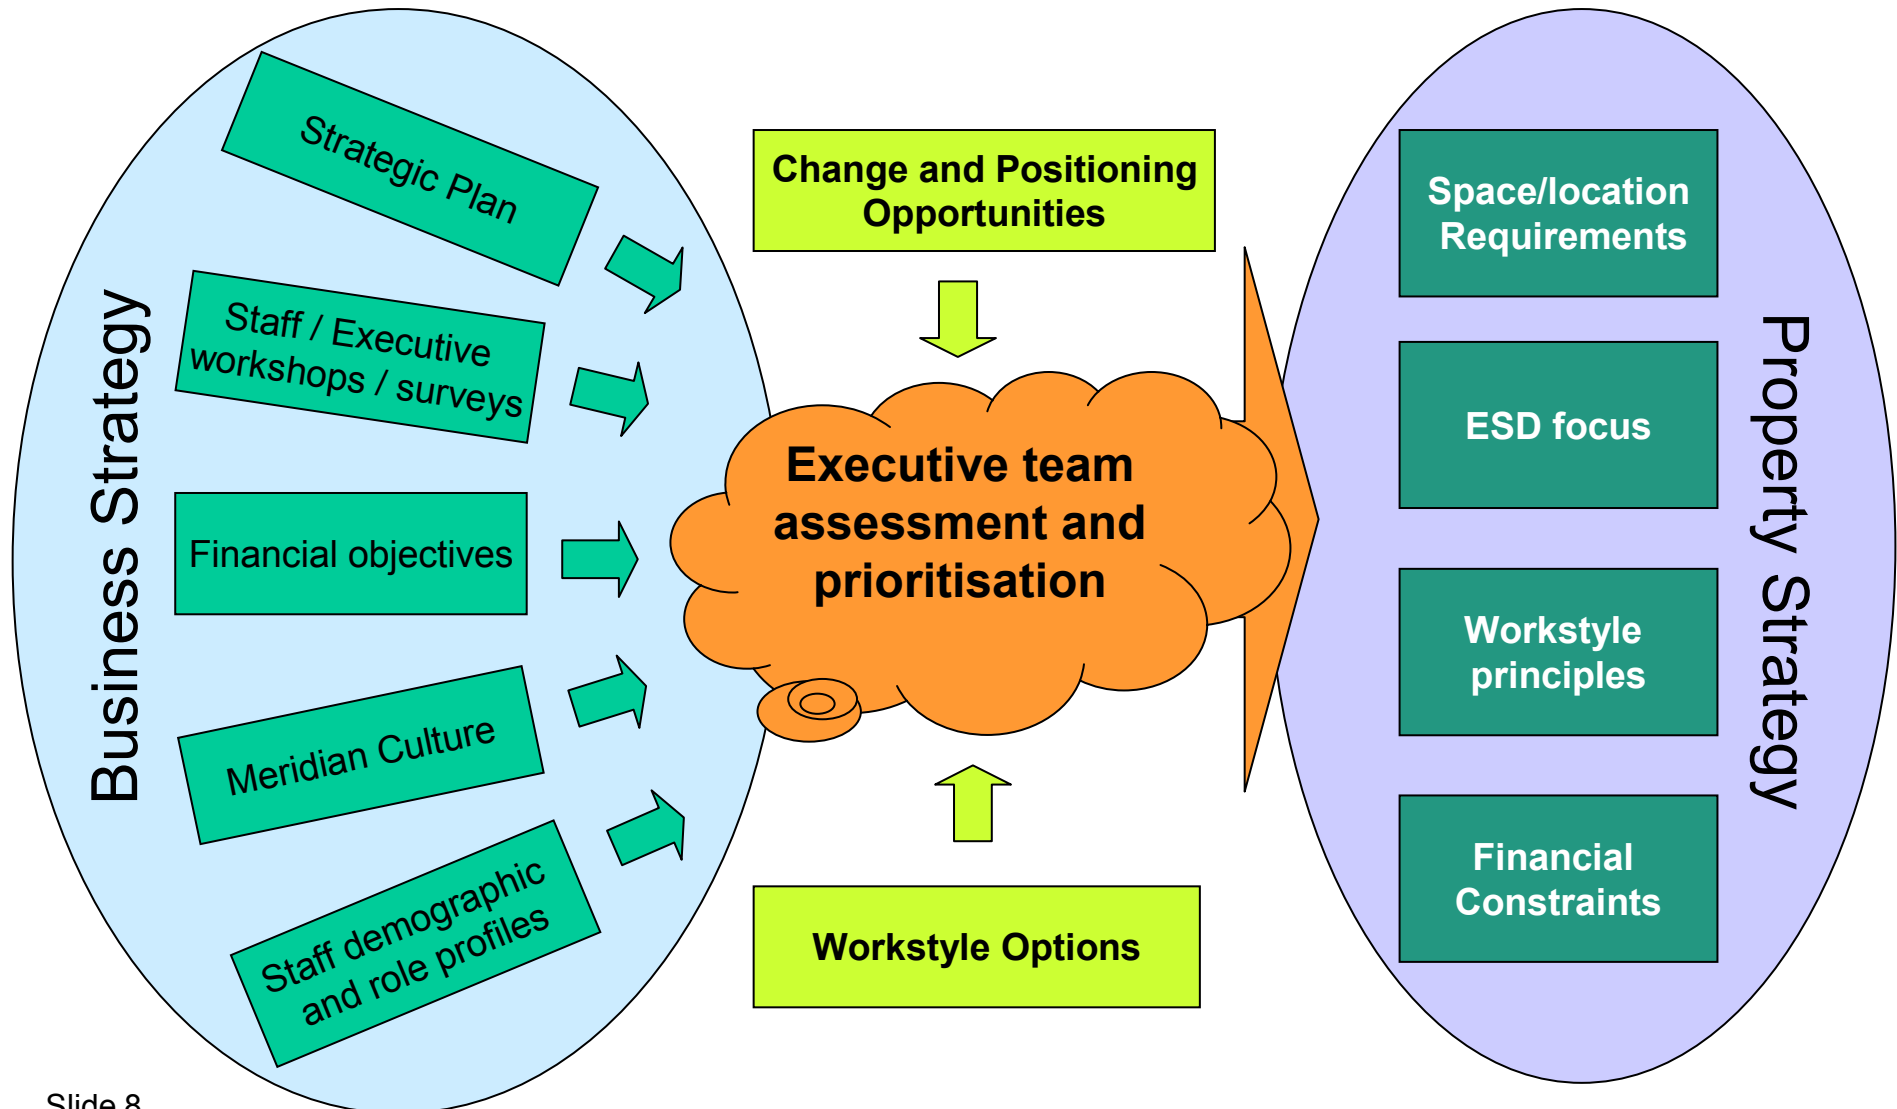 Business Strategy
Strategic Plan
Staff / Executive
workshops / surveys
Financial objectives
Meridian Culture
Staff demographic
and role profiles
Change and Positioning
Opportunities
Executive team
assessment and
prioritisation
Workstyle Options
Space/location
Requirements
ESD focus
Workstyle
principles
Financial
Constraints
Property Strategy
Slide 8